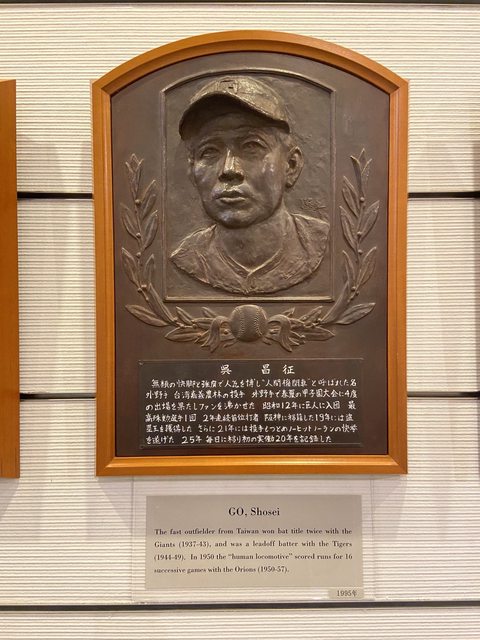 呉 昌征
無類の快脚と強肩で人気を博し“人間機関車”と呼ばれた名
外野手 台湾嘉義農林の投手 外野手で春夏の甲子園大会に4度
の出場を果たしファンを沸かせた 昭和12年に巨人に入団 最
高殊勲選手1回 2年連続首位打者 阪神に移籍した19年には盗
塁王を獲得した さらに21年には投手もつとめノーヒットノーランの快挙
を遂げた 25年 毎日に移り初の実働20年を記録した
GO, Shosei
The fast outfielder from Taiwan won bat title twice with the
Giants (1937-43), and was a leadoff batter with the Tigers
(1944-49). In 1950 the "human locomotive" scored runs for 16
successive games with the Orions (1950-57).
1995年